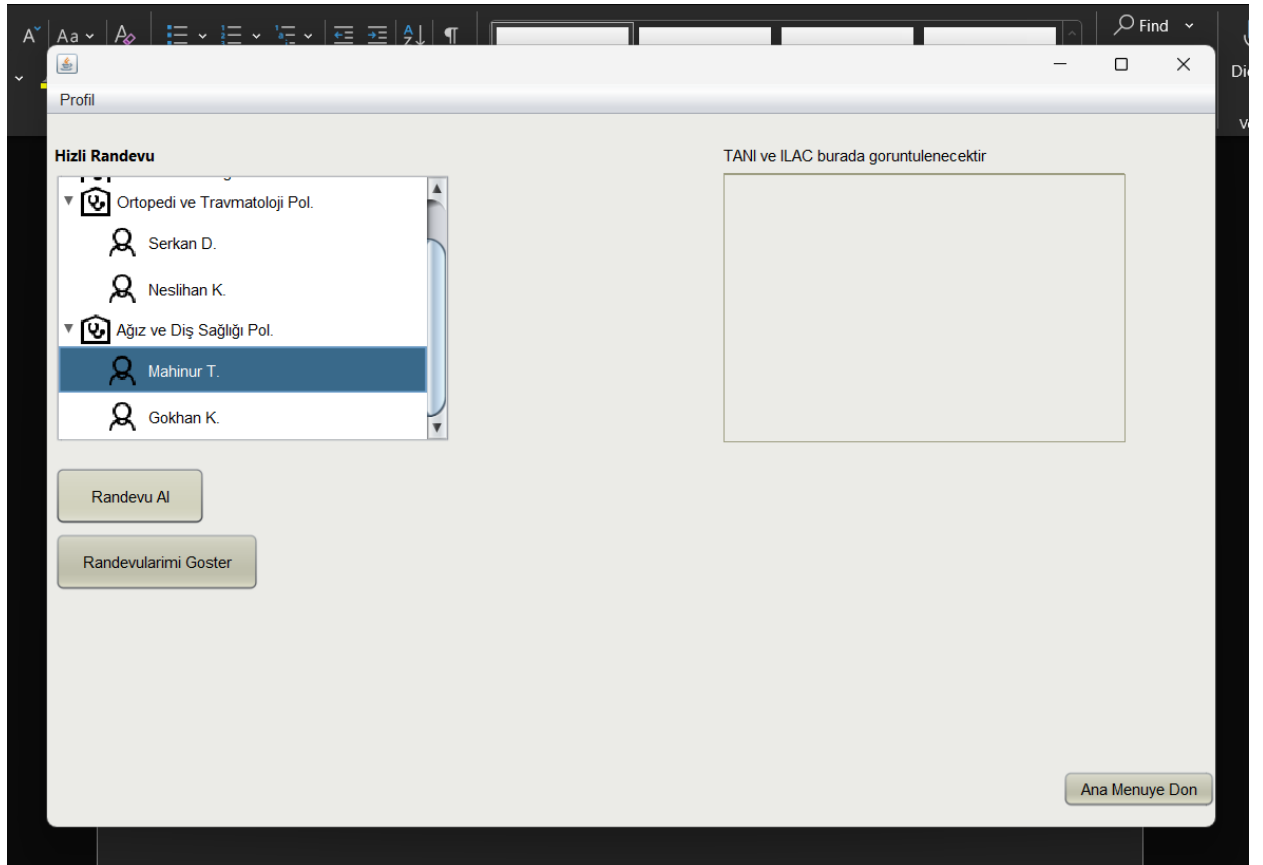 Aa
Find
Dic
Profil
Hizli Randevu
TANI ve ILAC burada goruntulenecektir
Ortopedi ve Travmatoloji Pol.
Serkan D.
Neslihan K.
Ağız ve Diş Sağlığı Pol.
Mahinur T.
Gokhan K.
Randevu Al
Randevularimi Goster
Ana Menuye Don